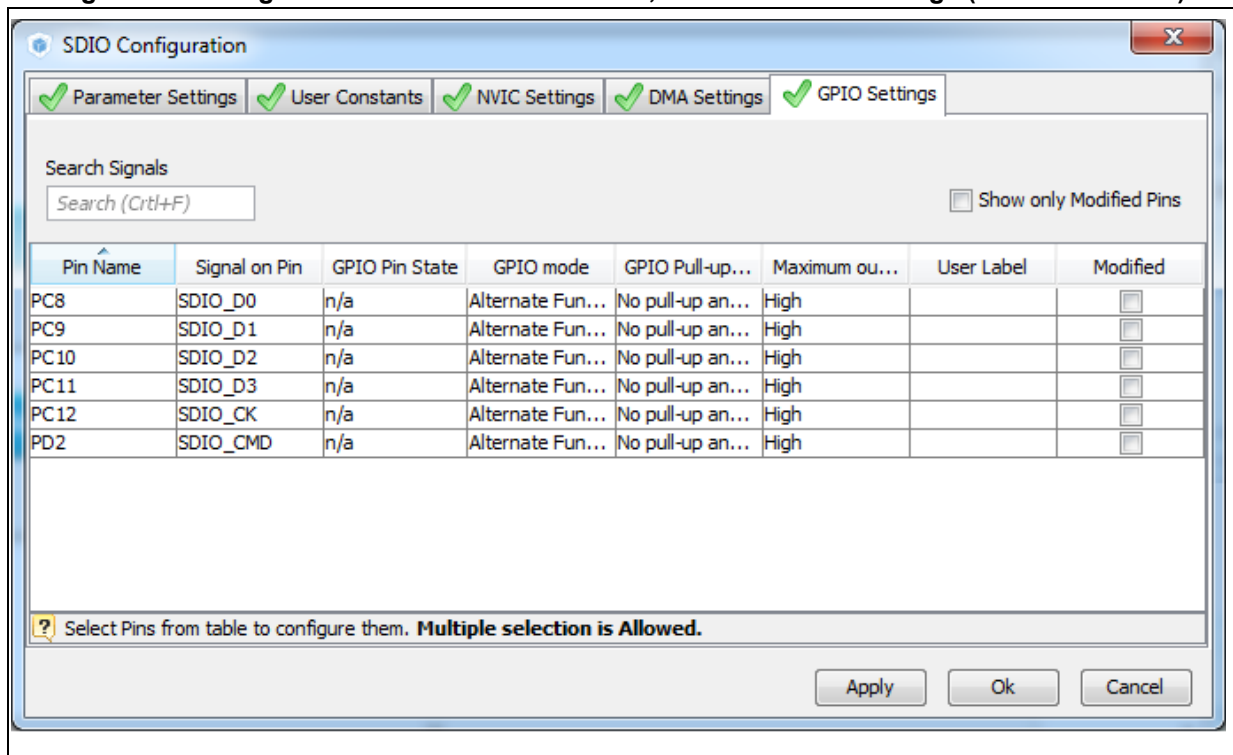 SDIO Configuration
Parameter Settings User Constants NVIC Settings DMA Settings GPIO Settings
Search Signals
Search (Crtl+F)
Show only Modified Pins
Pin Name Signal on Pin GPIO Pin State GPIO mode GPIO Pull-up... Maximum ou... User Label Modified
PC8 SDIO_D0 n/a Alternate Fun... No pull-up an... High
PC9 SDIO_D1 n/a Alternate Fun... No pull-up an... High
PC10 SDIO_D2 n/a Alternate Fun... No pull-up an... High
PC11 SDIO_D3 n/a Alternate Fun... No pull-up an... High
PC12 SDIO_CK n/a Alternate Fun... No pull-up an... High
PD2 SDIO_CMD n/a Alternate Fun... No pull-up an... High
? Select Pins from table to configure them. Multiple selection is Allowed.
Apply Ok Cancel